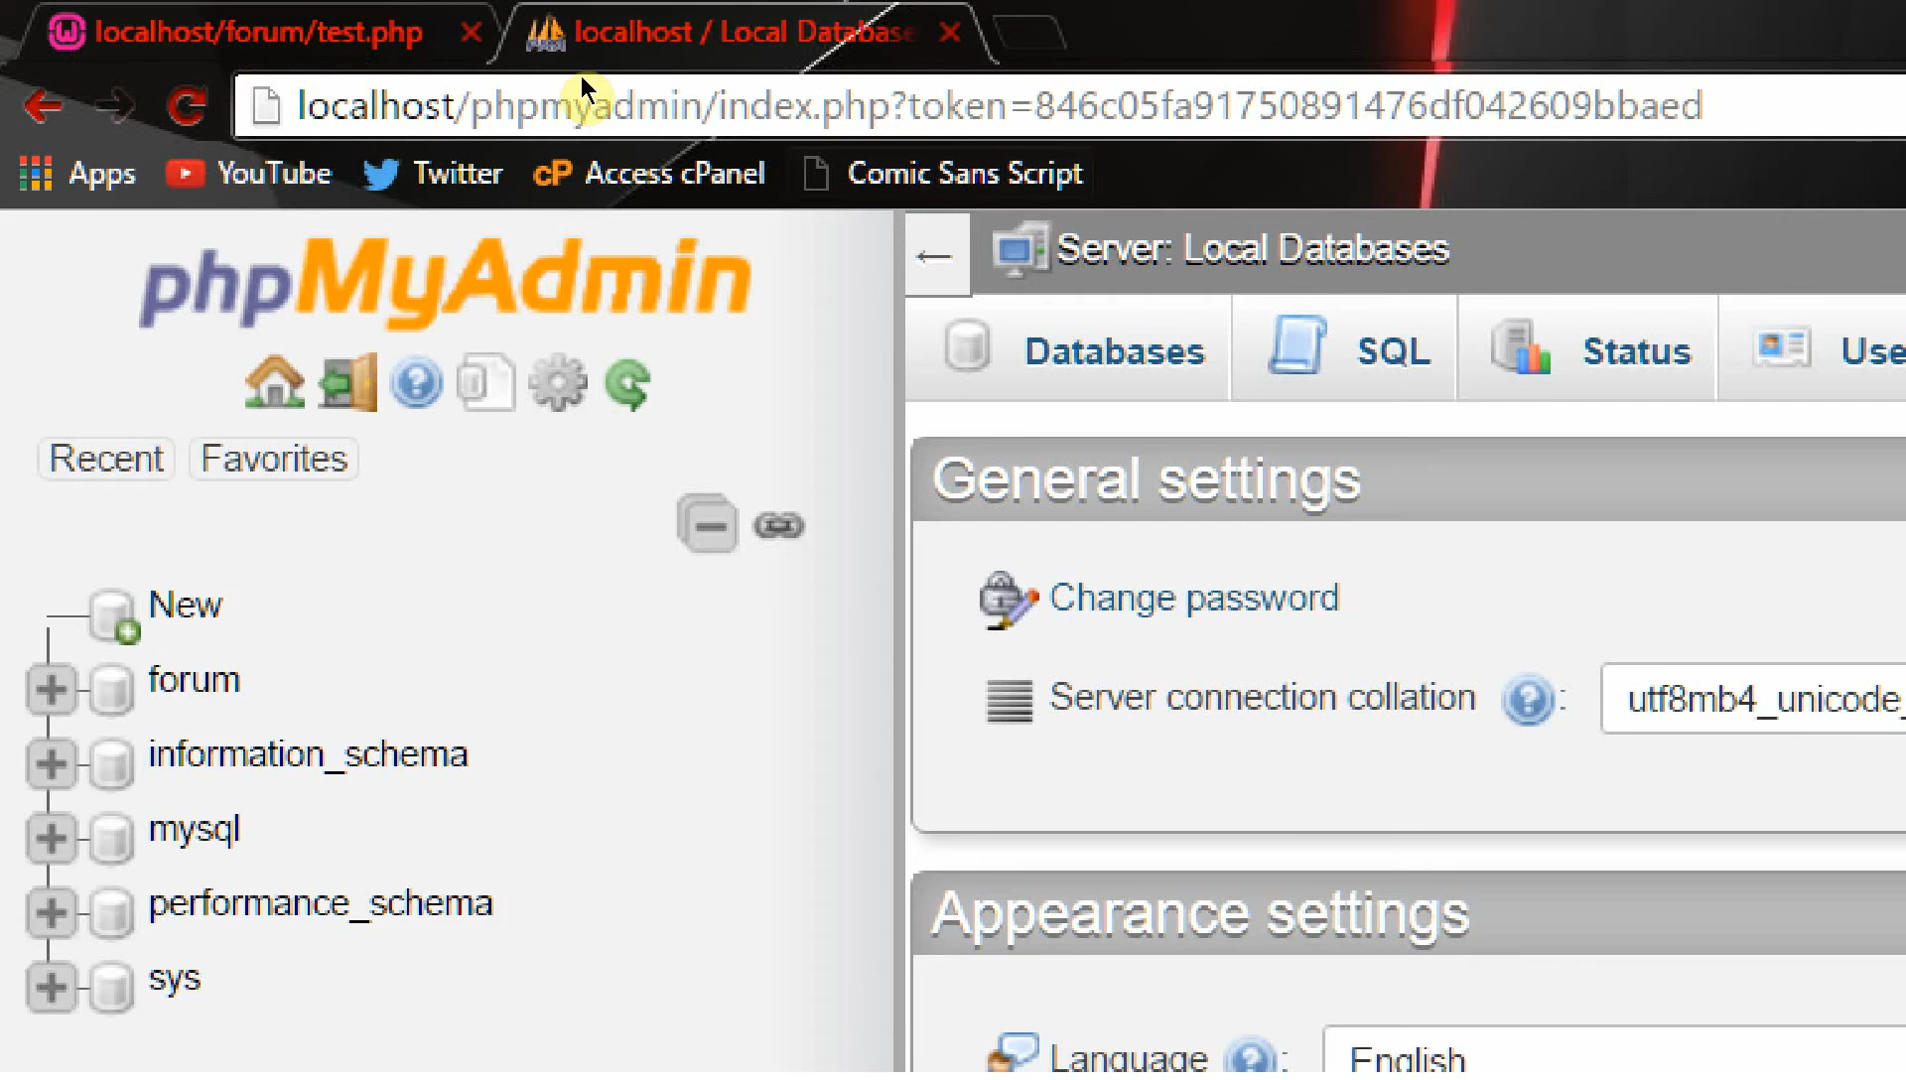 localhost/forum/test.php
localhost / Local Database
localhost/phpmyadmin/index.php?token=846c05fa91750891476df042609bbaed
Apps YouTube Twitter cP Access cPanel Comic Sans Script
phpMyAdmin
← Server: Local Databases
Databases SQL Status Use
Recent Favorites
General settings
Change password
Server connection collation : utf8mb4_unicode_
New
forum
information_schema
mysql
performance_schema
sys
Appearance settings
Language : English